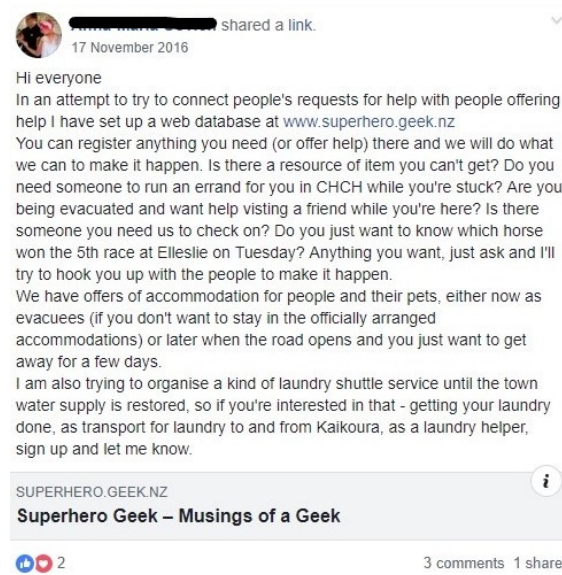 shared a link.
17 November 2016
Hi everyone
In an attempt to try to connect people's requests for help with people offering
help I have set up a web database at www.superhero.geek.nz
You can register anything you need (or offer help) there and we will do what
we can to make it happen. Is there a resource of item you can't get? Do you
need someone to run an errand for you in CHCH while you're stuck? Are you
being evacuated and want help visting a friend while you're here? Is there
someone you need us to check on? Do you just want to know which horse
won the 5th race at Elleslie on Tuesday? Anything you want, just ask and I'll
try to hook you up with the people to make it happen.
We have offers of accommodation for people and their pets, either now as
evacuees (if you don't want to stay in the officially arranged
accommodations) or later when the road opens and you just want to get
away for a few days.
I am also trying to organise a kind of laundry shuttle service until the town
water supply is restored, so if you're interested in that - getting your laundry
done, as transport for laundry to and from Kaikoura, as a laundry helper,
sign up and let me know.
SUPERHERO.GEEK.NZ
Superhero Geek – Musings of a Geek
2
3 comments 1 share